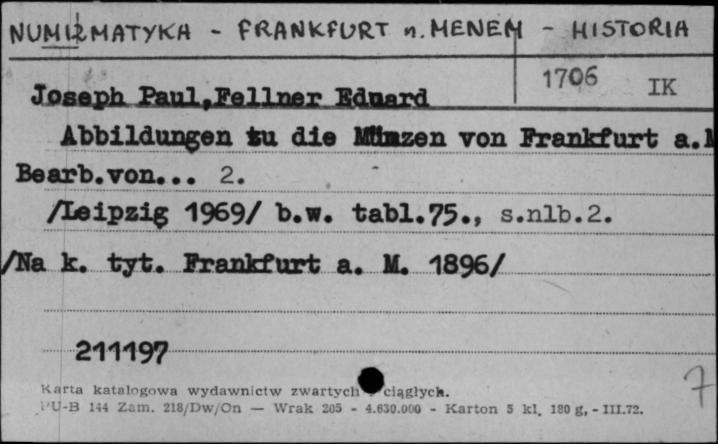 NUMIZMATYKA - FRANKFURT n. MENEM - HISTORIA
1706 IK
Joseph Paul, Fellner Eduard
Abbildungen zu die Münzen von Frankfurt a.M
Bearb.von... 2.
/Leipzig 1969/ b.w. tabl.75., s.nlb.2.
/Na k. tyt. Frankfurt a. M. 1896/
211197
7
Karta katalogowa wydawnictw zwartych i ciągłych.
PU-B 144 Zam. 218/Dw/On — Wrak 205 - 4.630.000 - Karton 5 kl. 180 g. - III.72.